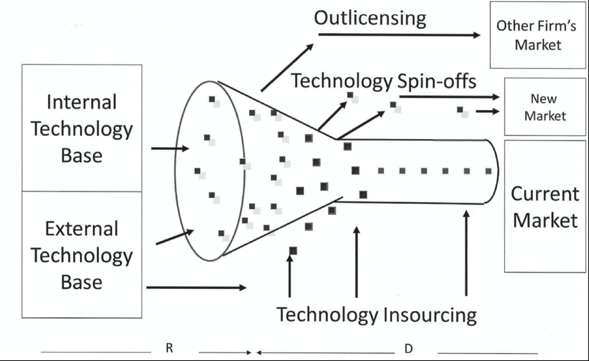 Outlicensing
Other Firm's
Market
Technology Spin-offs
New
Market
Internal
Technology
Base
Current
Market
External
Technology
Base
Technology Insourcing
R
D